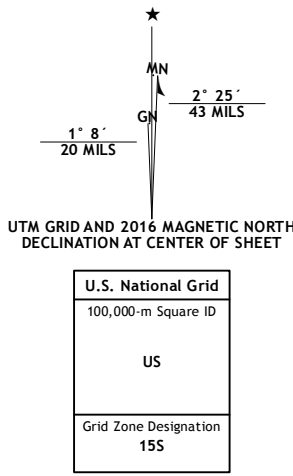 ★
MN
2° 25´
43 MILS
GN
1° 8´
20 MILS
UTM GRID AND 2016 MAGNETIC NORTH
DECLINATION AT CENTER OF SHEET
U.S. National Grid
100,000-m Square ID
US
Grid Zone Designation
15S